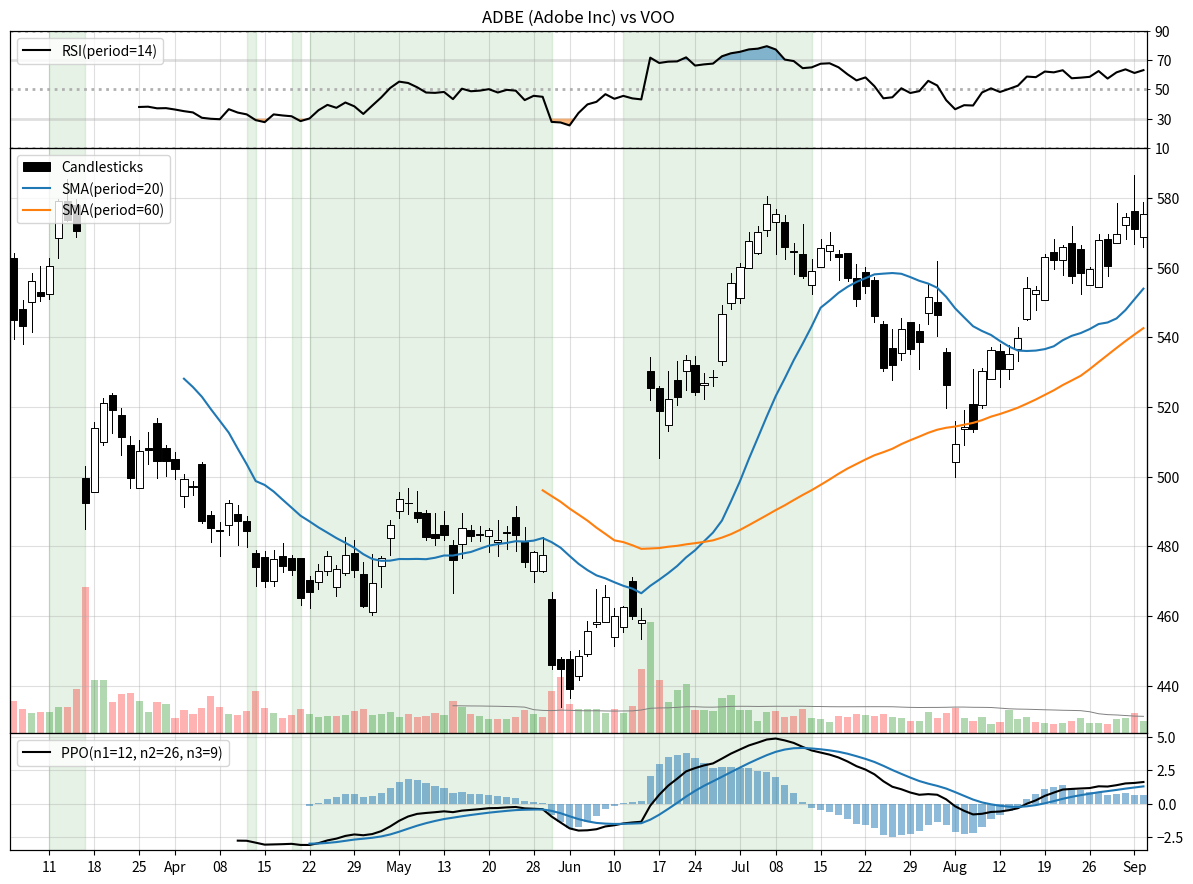 ADBE (Adobe Inc) vs VOO
RSI(period=14)
90
70
50
30
10
Candlesticks
SMA(period=20)
SMA(period=60)
580
560
540
520
500
480
460
440
PPO(n1=12, n2=26, n3=9)
5.0
2.5
0.0
−2.5
11 18 25 Apr 08 15 22 29 May 13 20 28 Jun 10 17 24 Jul 08 15 22 29 Aug 12 19 26 Sep